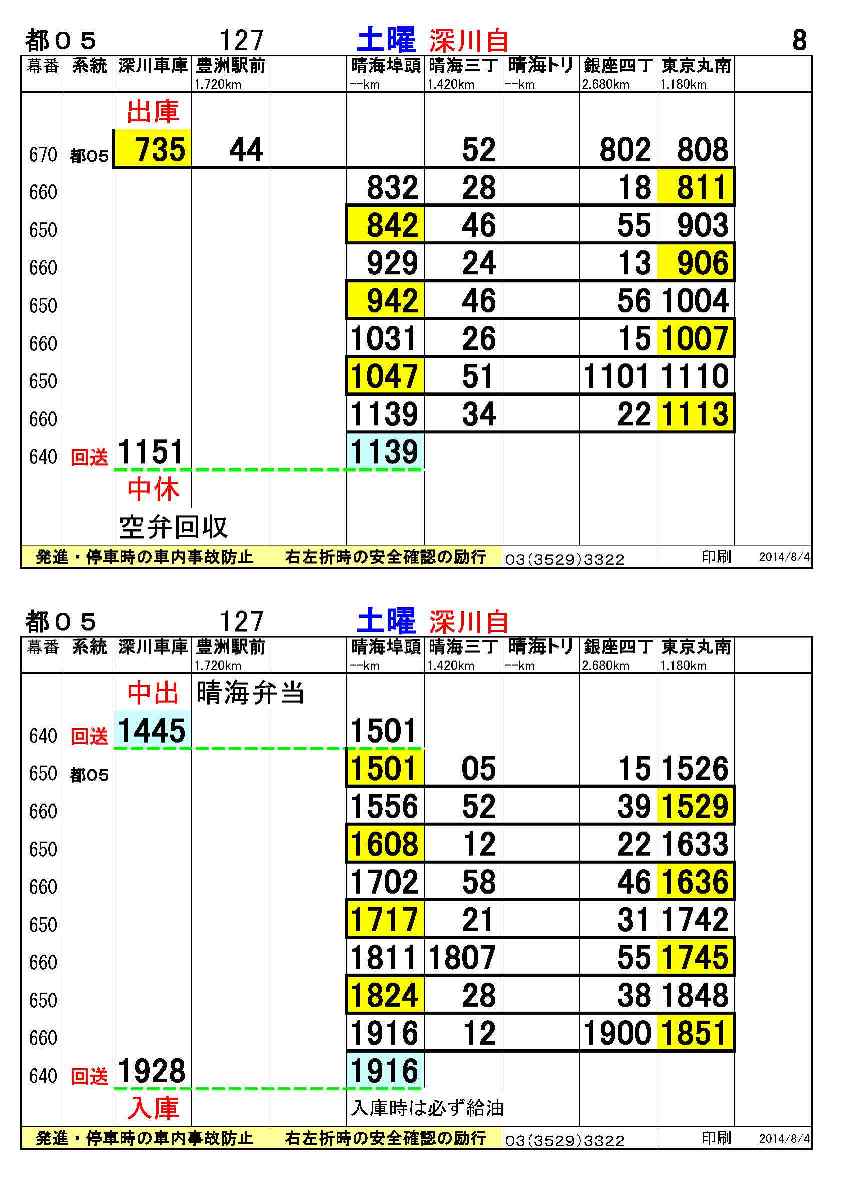 都05 127 土曜 深川自 8
幕番 系統 深川車庫 豊洲駅前 晴海埠頭 晴海三丁 晴海トリ 銀座四丁 東京丸南
1.720km --km 1.420km --km 2.680km 1.180km
出庫
670 都05 735 44 52 802 808
660 832 28 18 811
650 842 46 55 903
660 929 24 13 906
650 942 46 56 1004
660 1031 26 15 1007
650 1047 51 1101 1110
660 1139 34 22 1113
640 回送 1151 1139
中休
空弁回収
発進・停車時の車内事故防止 右左折時の安全確認の励行 03(3529)3322 印刷 2014/8/4
都05 127 土曜 深川自
幕番 系統 深川車庫 豊洲駅前 晴海埠頭 晴海三丁 晴海トリ 銀座四丁 東京丸南
1.720km --km 1.420km --km 2.680km 1.180km
中出 晴海弁当
640 回送 1445 1501
650 都05 1501 05 15 1526
660 1556 52 39 1529
650 1608 12 22 1633
660 1702 58 46 1636
650 1717 21 31 1742
660 1811 1807 55 1745
650 1824 28 38 1848
660 1916 12 1900 1851
640 回送 1928 1916
入庫 入庫時は必ず給油
発進・停車時の車内事故防止 右左折時の安全確認の励行 03(3529)3322 印刷 2014/8/4